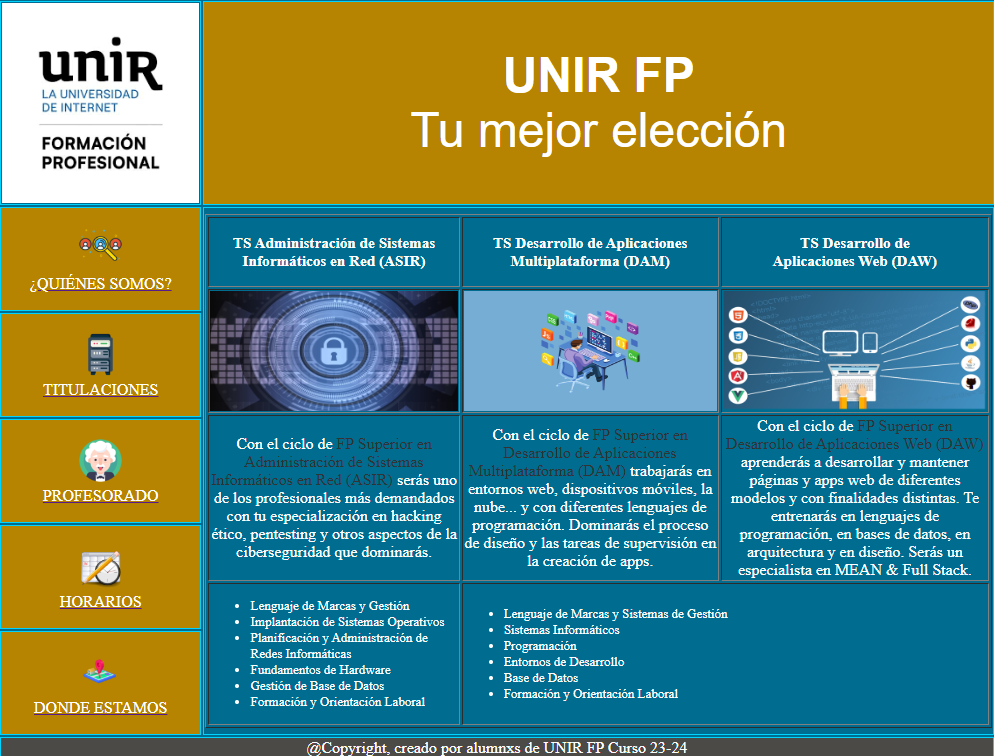 unir
LA UNIVERSIDAD
DE INTERNET
FORMACIÓN
PROFESIONAL
UNIR FP
Tu mejor elección
¿QUIÉNES SOMOS?
TITULACIONES
PROFESORADO
HORARIOS
DONDE ESTAMOS
TS Administración de Sistemas
Informáticos en Red (ASIR)
TS Desarrollo de Aplicaciones
Multiplataforma (DAM)
TS Desarrollo de
Aplicaciones Web (DAW)
Con el ciclo de FP Superior en
Administración de Sistemas
Informáticos en Red (ASIR) serás uno
de los profesionales más demandados
con tu especialización en hacking
ético, pentesting y otros aspectos de la
ciberseguridad que dominarás.
Con el ciclo de FP Superior en
Desarrollo de Aplicaciones
Multiplataforma (DAM) trabajarás en
entornos web, dispositivos móviles, la
nube... y con diferentes lenguajes de
programación. Dominarás el proceso
de diseño y las tareas de supervisión en
la creación de apps.
Con el ciclo de FP Superior en
Desarrollo de Aplicaciones Web (DAW)
aprenderás a desarrollar y mantener
páginas y apps web de diferentes
modelos y con finalidades distintas. Te
entrenarás en lenguajes de
programación, en bases de datos, en
arquitectura y en diseño. Serás un
especialista en MEAN & Full Stack.
Lenguaje de Marcas y Gestión
Implantación de Sistemas Operativos
Planificación y Administración de
Redes Informáticas
Fundamentos de Hardware
Gestión de Base de Datos
Formación y Orientación Laboral
Lenguaje de Marcas y Sistemas de Gestión
Sistemas Informáticos
Programación
Entornos de Desarrollo
Base de Datos
Formación y Orientación Laboral
@Copyright, creado por alumnxs de UNIR FP Curso 23-24